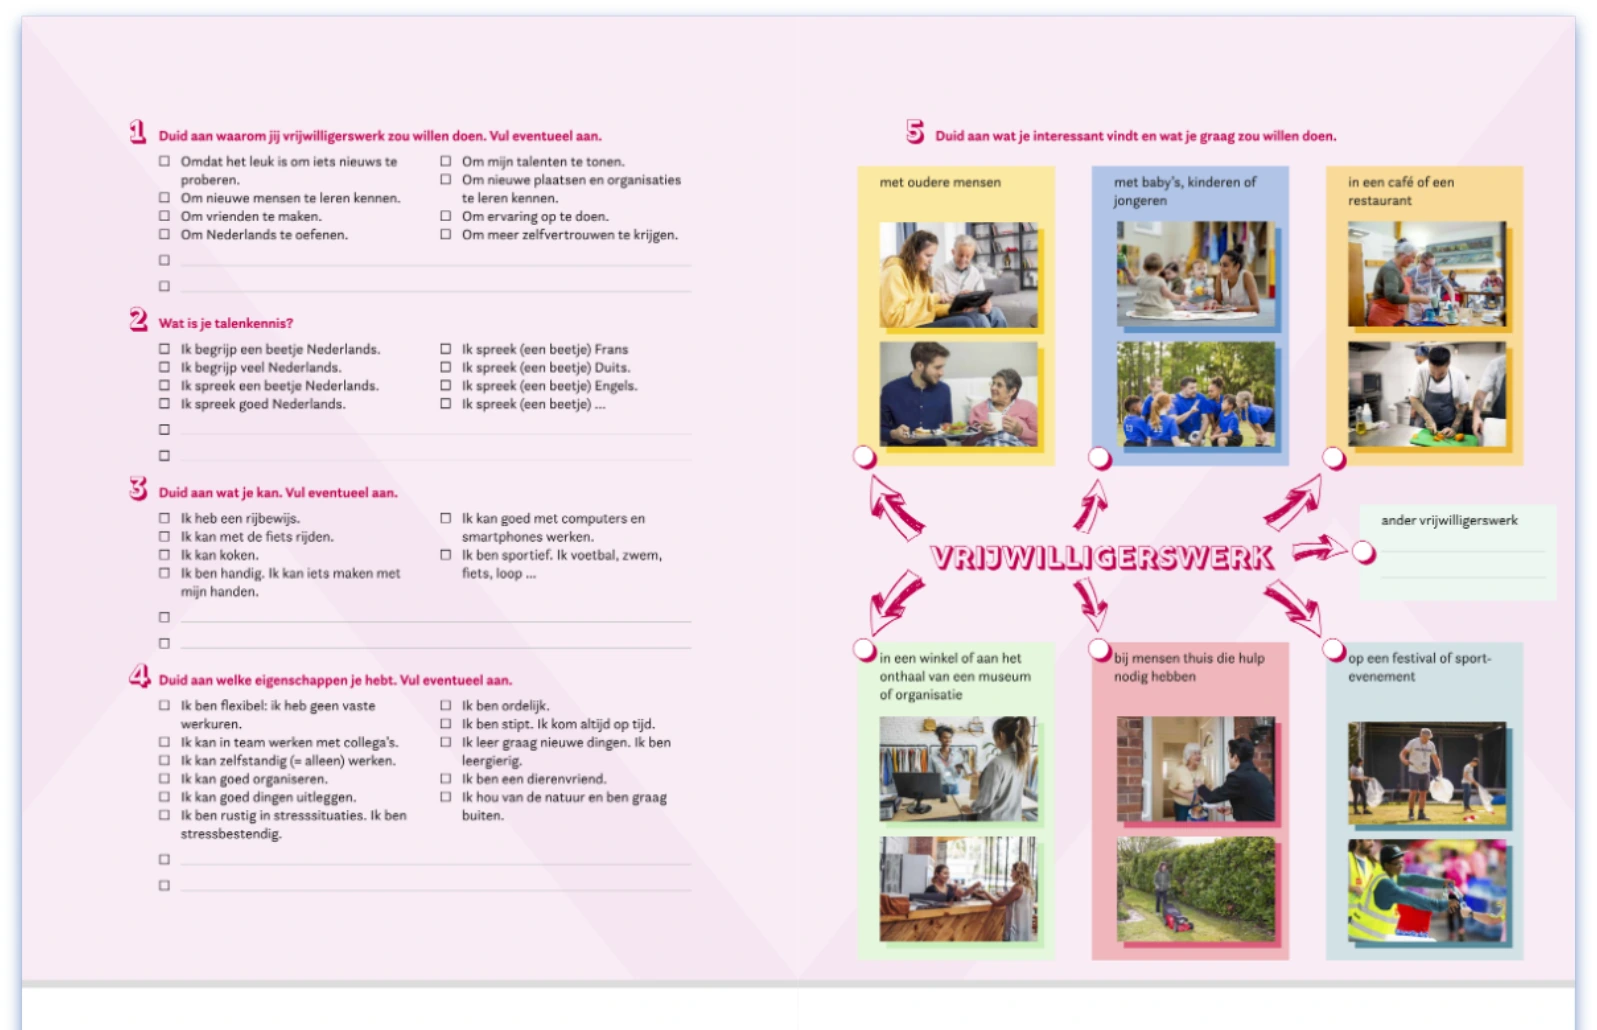 1 Duid aan waarom jij vrijwilligerswerk zou willen doen. Vul eventueel aan.
Omdat het leuk is om iets nieuws te
proberen.
Om nieuwe mensen te leren kennen.
Om vrienden te maken.
Om Nederlands te oefenen.
Om mijn talenten te tonen.
Om nieuwe plaatsen en organisaties
te leren kennen.
Om ervaring op te doen.
Om meer zelfvertrouwen te krijgen.
2 Wat is je talenkennis?
Ik begrijp een beetje Nederlands.
Ik begrijp veel Nederlands.
Ik spreek een beetje Nederlands.
Ik spreek goed Nederlands.
Ik spreek (een beetje) Frans
Ik spreek (een beetje) Duits.
Ik spreek (een beetje) Engels.
Ik spreek (een beetje) ...
3 Duid aan wat je kan. Vul eventueel aan.
Ik heb een rijbewijs.
Ik kan met de fiets rijden.
Ik kan koken.
Ik ben handig. Ik kan iets maken met
mijn handen.
Ik kan goed met computers en
smartphones werken.
Ik ben sportief. Ik voetbal, zwem,
fiets, loop ...
4 Duid aan welke eigenschappen je hebt. Vul eventueel aan.
Ik ben flexibel: ik heb geen vaste
werkuren.
Ik kan in team werken met collega's.
Ik kan zelfstandig (= alleen) werken.
Ik kan goed organiseren.
Ik kan goed dingen uitleggen.
Ik ben rustig in stresssituaties. Ik ben
stressbestendig.
Ik ben ordelijk.
Ik ben stipt. Ik kom altijd op tijd.
Ik leer graag nieuwe dingen. Ik ben
leergierig.
Ik ben een dierenvriend.
Ik hou van de natuur en ben graag
buiten.
5 Duid aan wat je interessant vindt en wat je graag zou willen doen.
met oudere mensen
met baby's, kinderen of
jongeren
in een café of een
restaurant
ander vrijwilligerswerk
VRIJWILLIGERSWERK
in een winkel of aan het
onthaal van een museum
of organisatie
bij mensen thuis die hulp
nodig hebben
op een festival of sport-
evenement